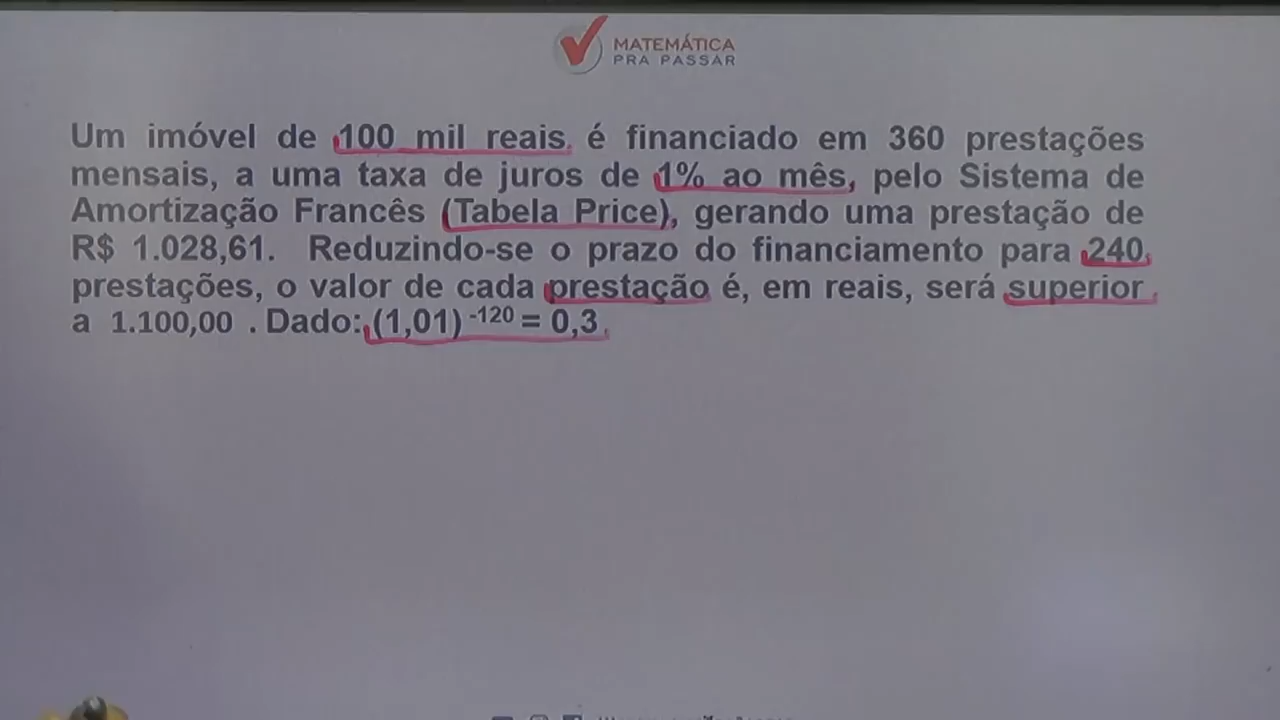 MATEMÁTICA
PRA PASSAR
Um imóvel de 100 mil reais é financiado em 360 prestações
mensais, a uma taxa de juros de 1% ao mês, pelo Sistema de
Amortização Francês (Tabela Price), gerando uma prestação de
R$ 1.028,61. Reduzindo-se o prazo do financiamento para 240
prestações, o valor de cada prestação é, em reais, será superior
a 1.100,00 . Dado: (1,01) -120 = 0,3